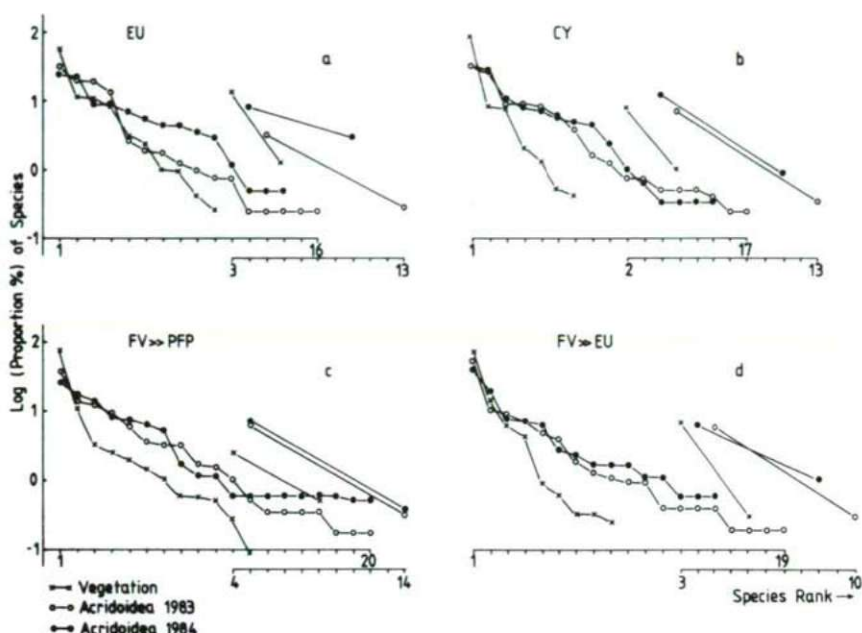 2
EU
a
CY
b
1
0
-1
1
16
3
13
1
17
2
13
Log (Proportion %) of Species
FV>>PFP
c
FV≫EU
d
2
1
0
-1
1
20
4
14
1
19
3
10
Species Rank→
Vegetation
Acridoidea 1983
Acridoidea 1984